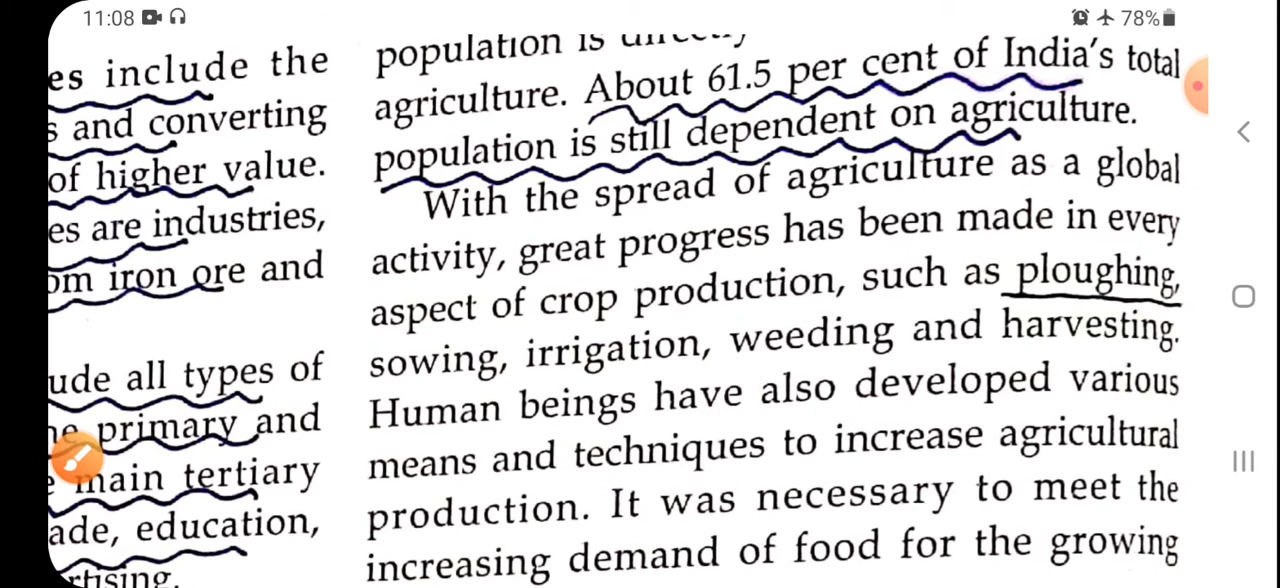 11:08
78%
es include the
s and converting
of higher value.
es are industries,
om iron ore and
ude all types of
primary and
main tertiary
ade, education,
rtising.
population is
agriculture. About 61.5 per cent of India's total
population is still dependent on agriculture.
With the spread of agriculture as a global
activity, great progress has been made in every
aspect of crop production, such as ploughing,
sowing, irrigation, weeding and harvesting.
Human beings have also developed various
means and techniques to increase agricultural
production. It was necessary to meet the
increasing demand of food for the growing